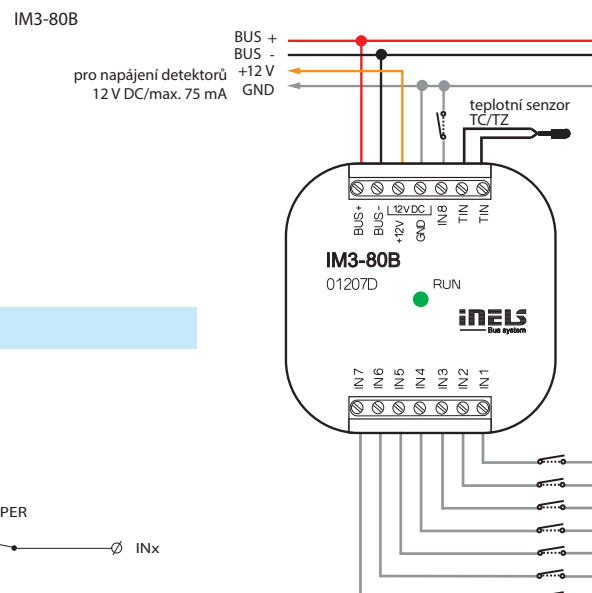 IM3-80B
BUS +
BUS -
pro napájení detektorů +12 V
12 V DC/max. 75 mA GND
teplotní senzor
TC/TZ
BUS+
BUS-
12V DC
+12V
GND
IN8
TIN
TIN
IM3-80B
01207D
RUN
iNELS
Bus system
IN7
IN6
IN5
IN4
IN3
IN2
IN1
PER
INx